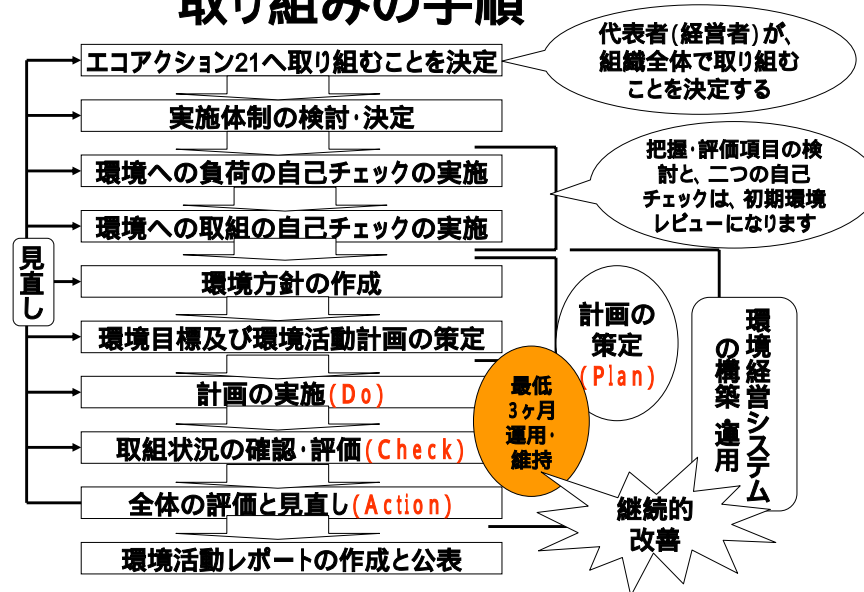 取り組みの手順
エコアクション21へ取り組むことを決定
代表者(経営者)が、
組織全体で取り組む
ことを決定する
実施体制の検討・決定
環境への負荷の自己チェックの実施
把握・評価項目の検
討と、二つの自己
チェックは、初期環境
レビューになります
環境への取組の自己チェックの実施
見直し
環境方針の作成
環境目標及び環境活動計画の策定
計画の
策定
(Plan)
環境経営システム
の構築・運用
計画の実施(Do)
最低
3ヶ月
運用・
維持
取組状況の確認・評価(Check)
全体の評価と見直し(Action)
継続的
改善
環境活動レポートの作成と公表